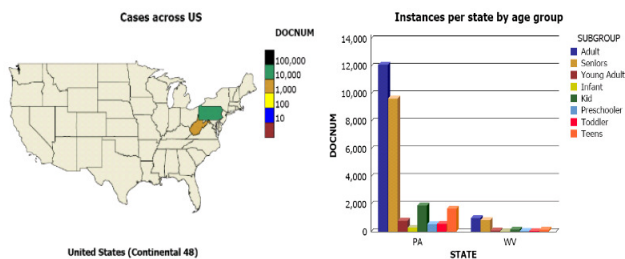 Cases across US
DOCNUM
100,000
10,000
1,000
100
10
United States (Continental 48)
Instances per state by age group
DOCNUM
14,000
12,000
10,000
8,000
6,000
4,000
2,000
0
PA
WV
STATE
SUBGROUP
Adult
Seniors
Young Adult
Infant
Kid
Preschooler
Toddler
Teens